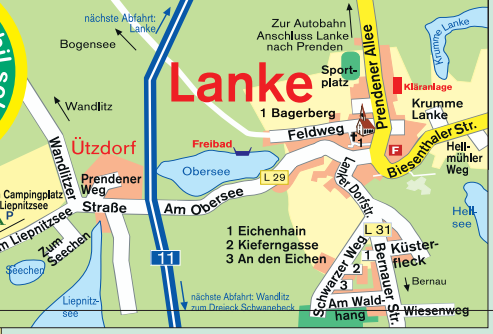 nächste Abfahrt:
Lanke
Bogensee
Zur Autobahn
Anschluss Lanke
nach Prenden
Prendener Allee
Krumme Lanke
Lanke
Sport-
platz
Kläranlage
1 Bagerberg
Krumme
Lanke
Wandlitz
Feldweg
1
Biesenthaler Str.
F
Hell-
mühler
Weg
Ützdorf
Freibad
Wandlitzer
Prendener
Weg
Obersee
L 29
Lanker Dorfstr.
Campingplatz
Liepnitzsee
P
Straße
Am Obersee
Am Liepnitzsee
Hell-
see
1 Eichenhain
2 Kieferngasse
3 An den Eichen
L 31
Zum
Seechen
11
Schwarzer Weg
Küster-
fleck
1
2
3
Bernauer Str.
Seechen
Bernau
Liepnitz-
see
nächste Abfahrt: Wandlitz
zum Dreieck Schwanebeck
Am Wald-
hang
Wiesenweg